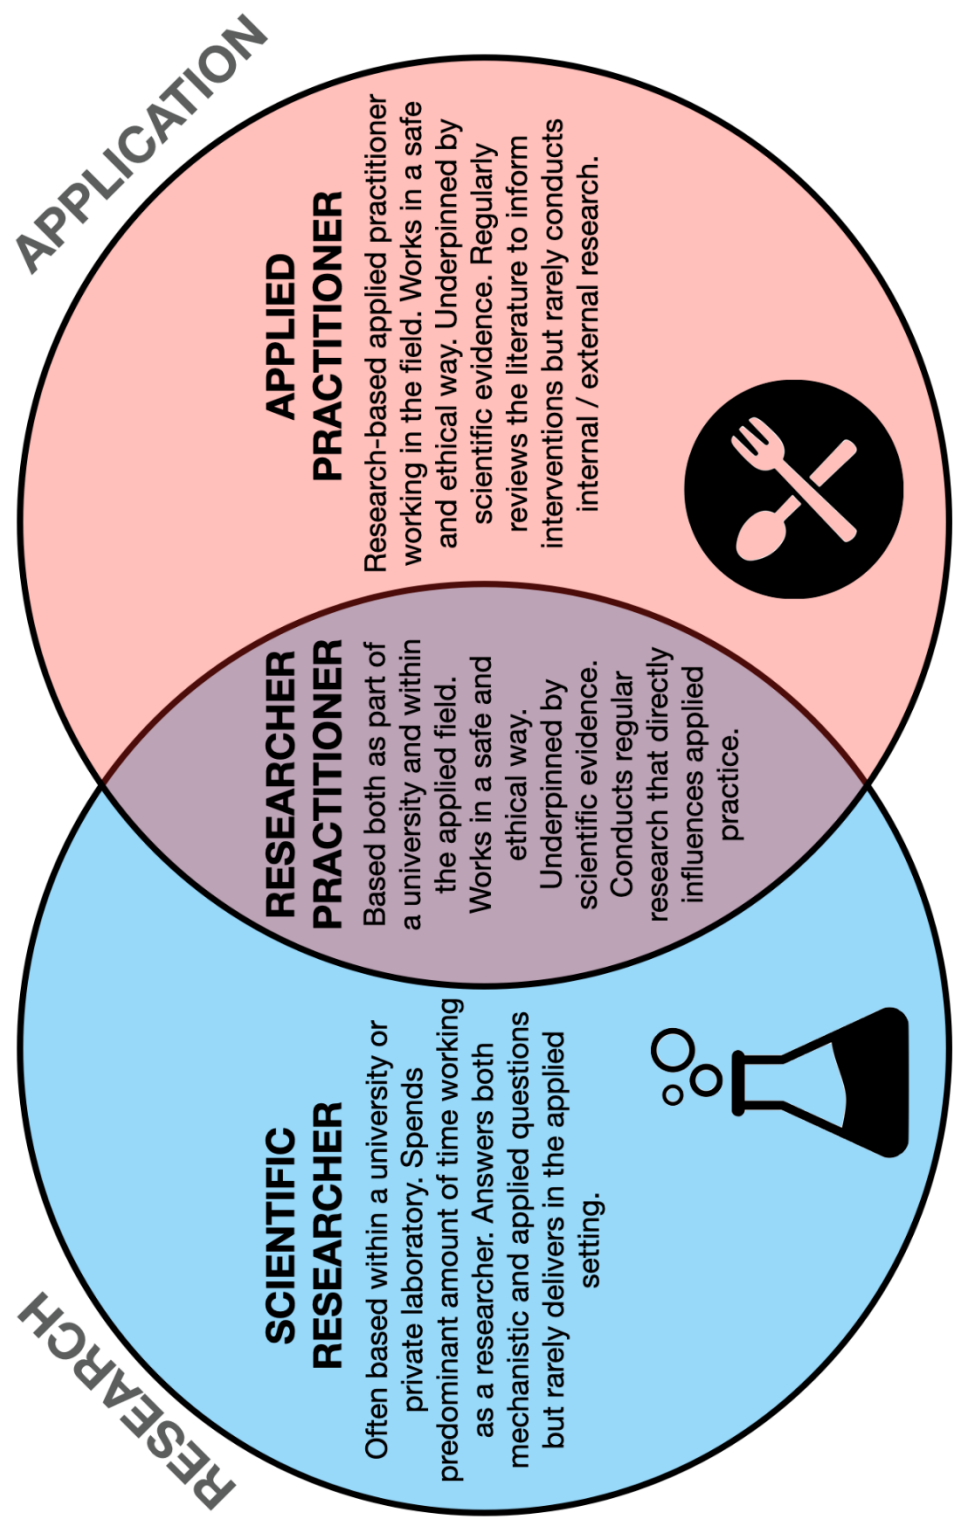 RESEARCH
APPLICATION
SCIENTIFIC
RESEARCHER
Often based within a university or
private laboratory. Spends
predominant amount of time working
as a researcher. Answers both
mechanistic and applied questions
but rarely delivers in the applied
setting.
RESEARCHER
PRACTITIONER
Based both as part of
a university and within
the applied field.
Works in a safe and
ethical way.
Underpinned by
scientific evidence.
Conducts regular
research that directly
influences applied
practice.
APPLIED
PRACTITIONER
Research-based applied practitioner
working in the field. Works in a safe
and ethical way. Underpinned by
scientific evidence. Regularly
reviews the literature to inform
interventions but rarely conducts
internal / external research.